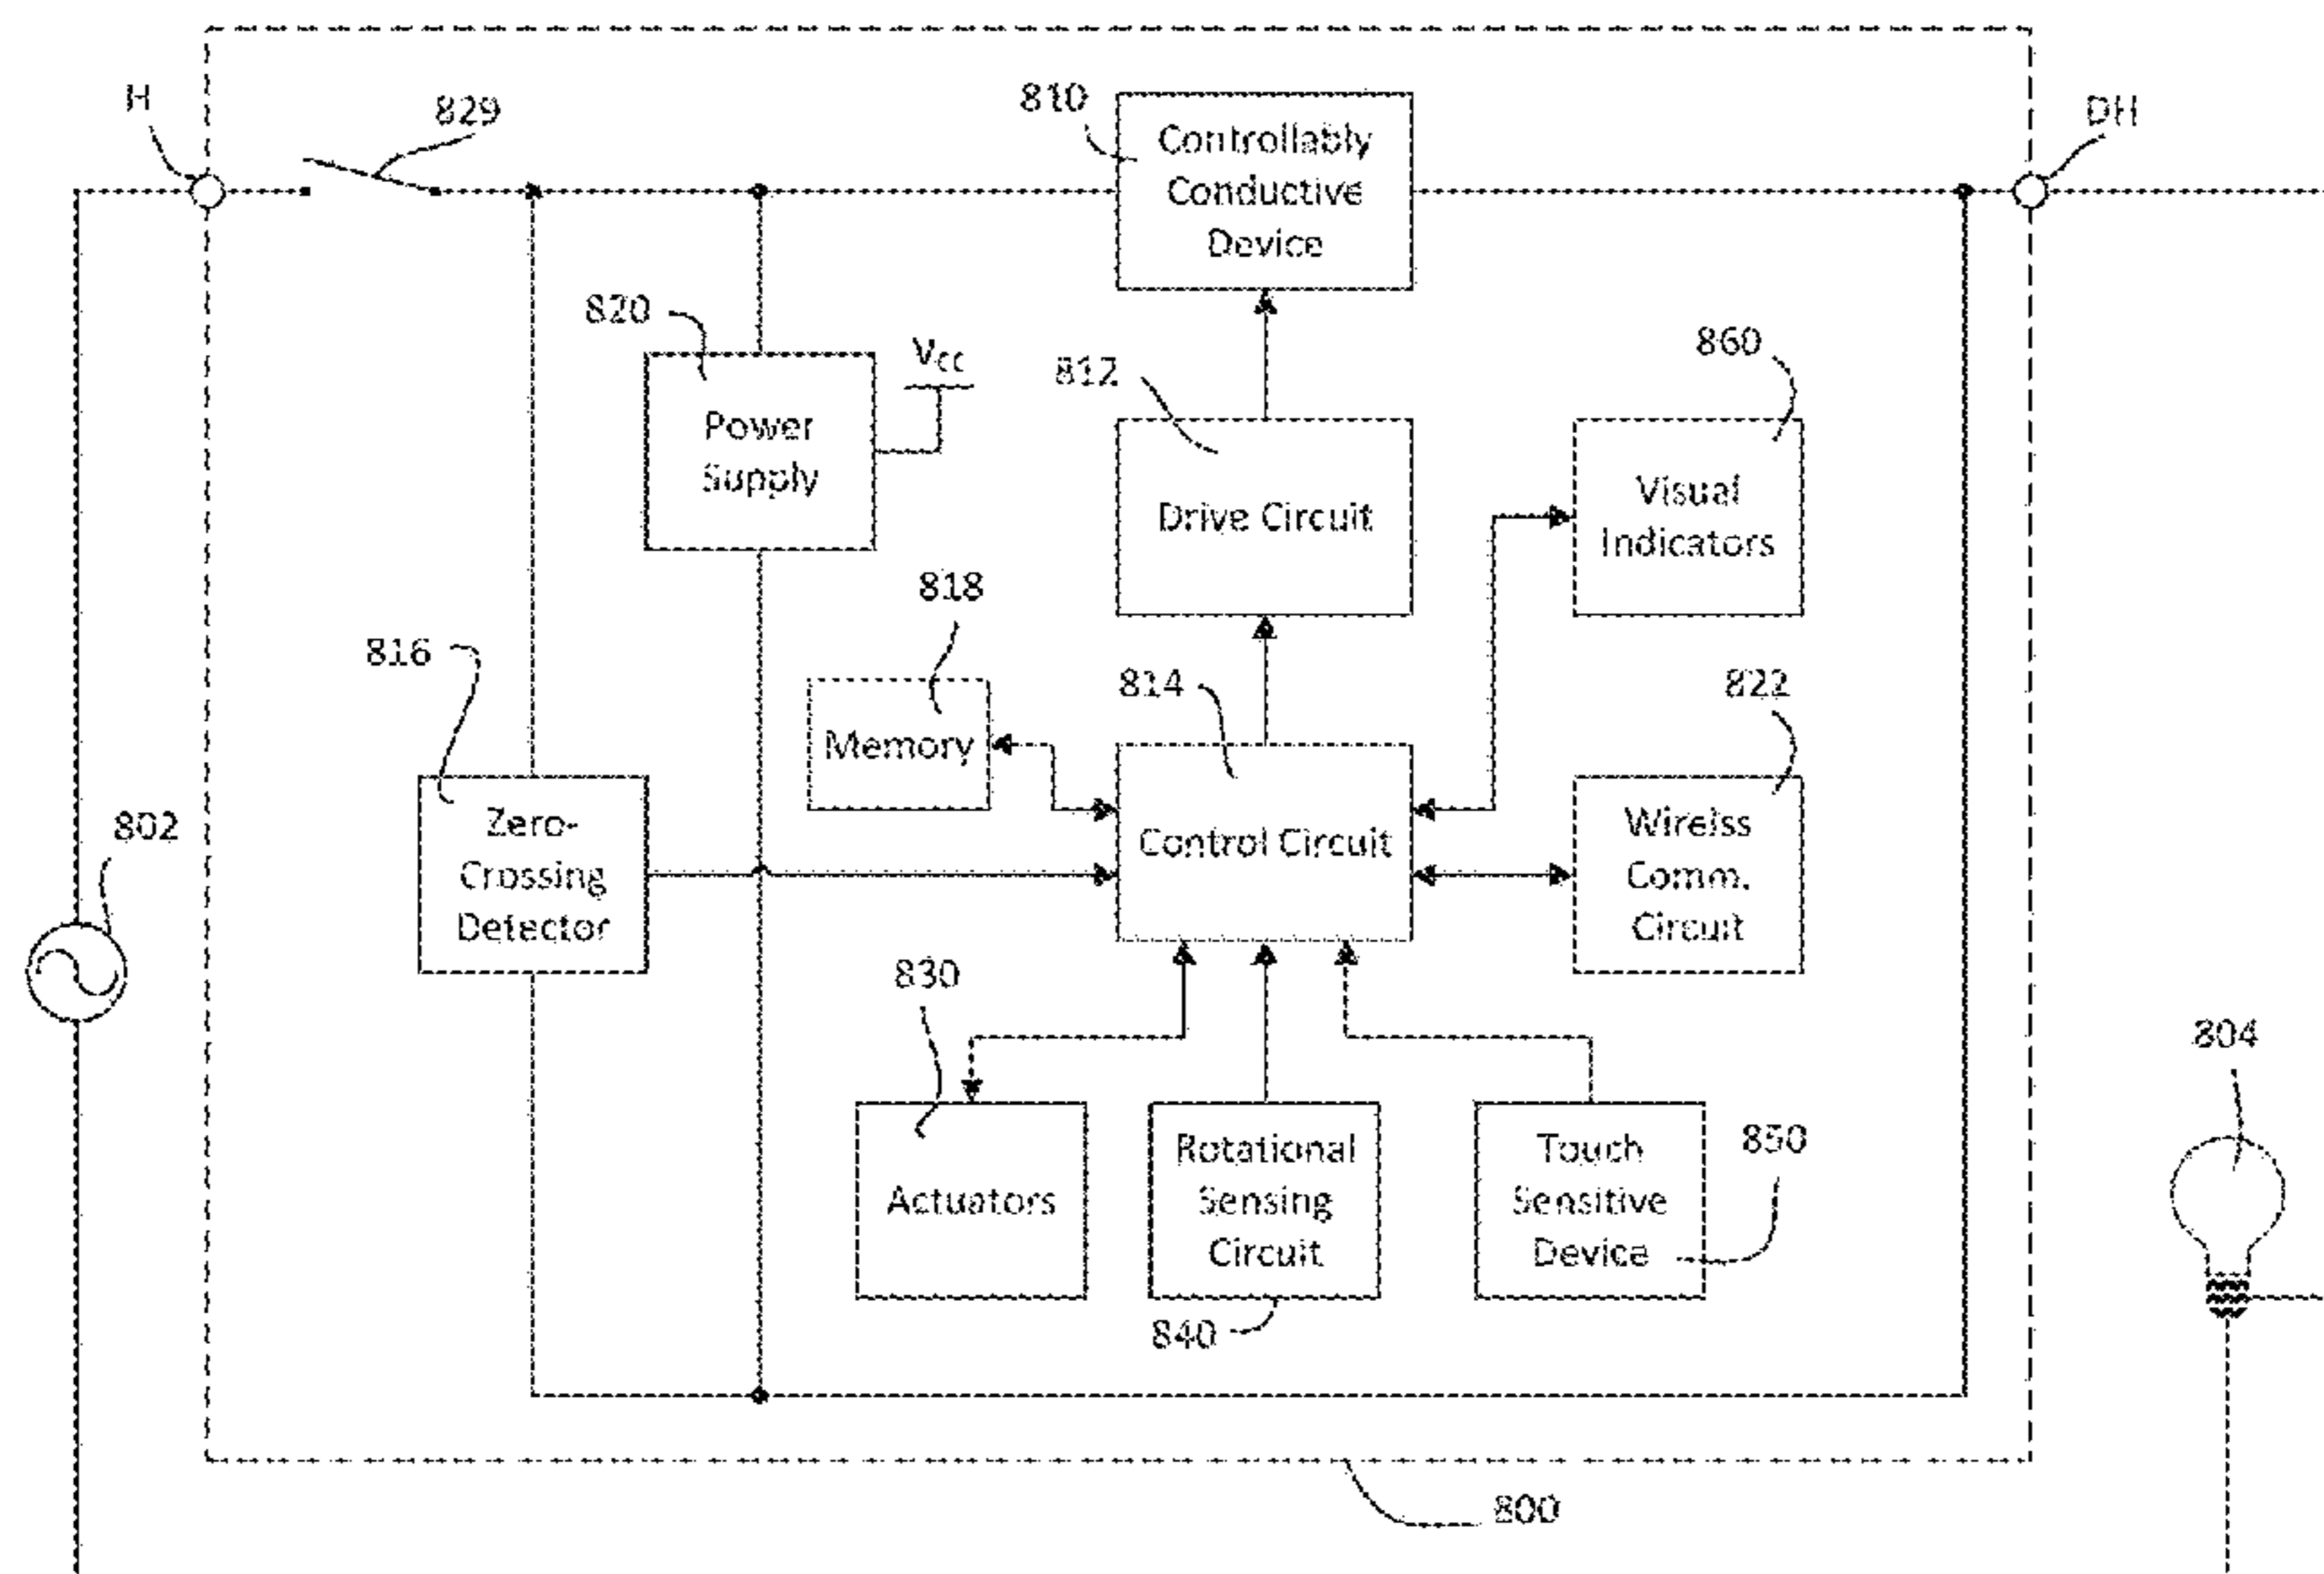 H
829
810
DH
Controllably
Conductive
Device
820
VCC
812
860
Power
Supply
Drive Circuit
Visual
Indicators
818
816
814
822
Memory
802
Zero-
Crossing
Detector
Control Circuit
Wirelss
Comm.
Circuit
830
804
Actuators
Rotational
Sensing
Circuit
Touch
Sensitive
Device
850
840
800